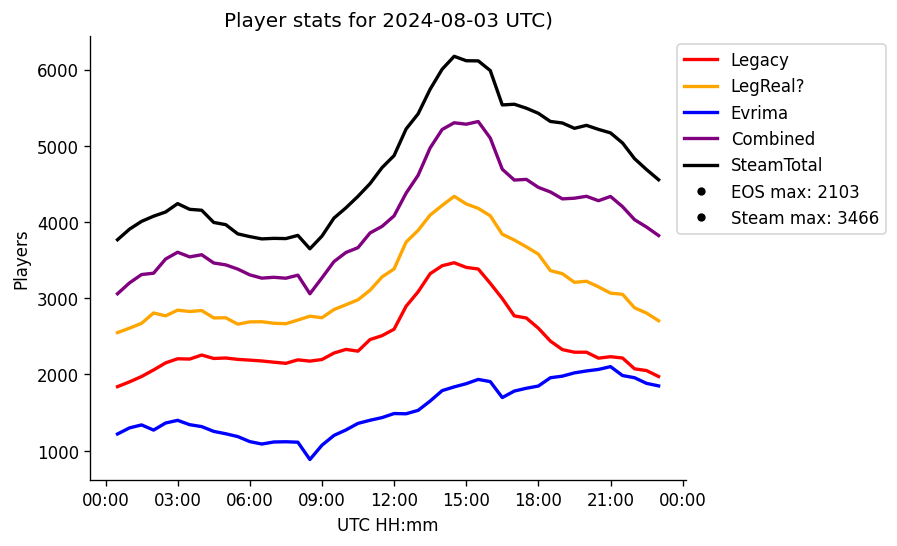 Player stats for 2024-08-03 UTC)
Legacy
LegReal?
Evrima
Combined
SteamTotal
EOS max: 2103
Steam max: 3466
Players
6000
5000
4000
3000
2000
1000
00:00 03:00 06:00 09:00 12:00 15:00 18:00 21:00 00:00
UTC HH:mm